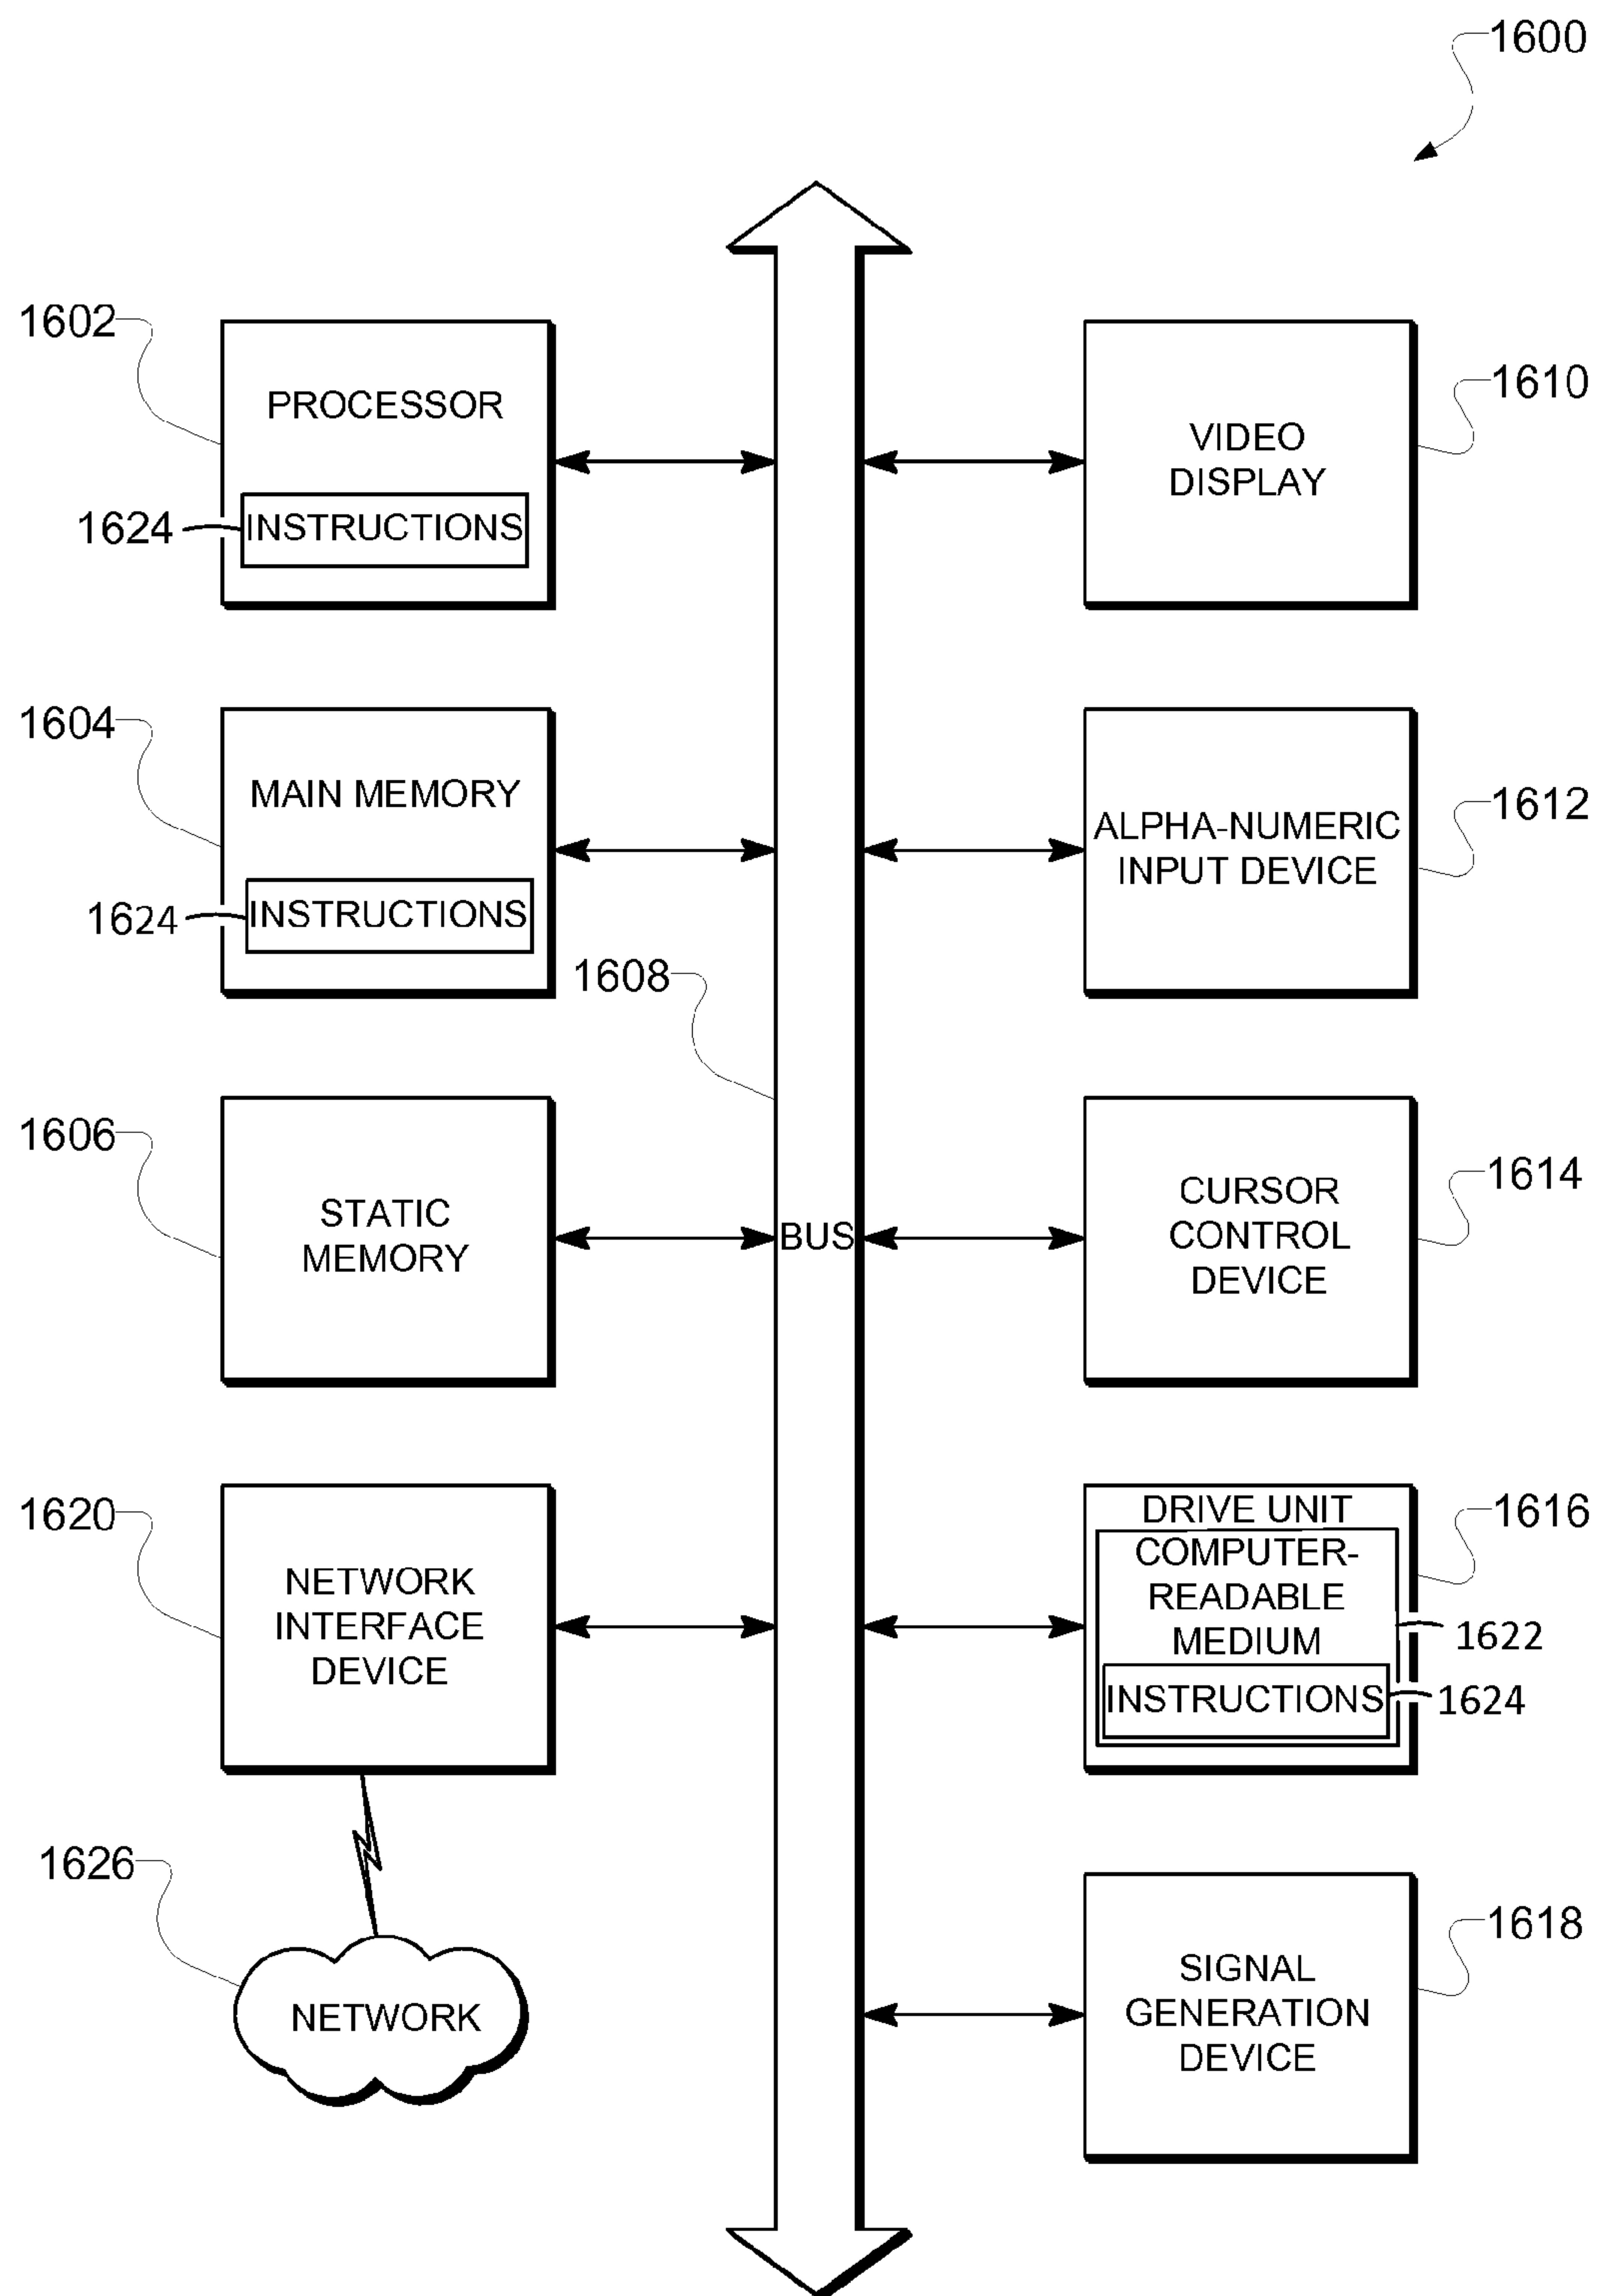 1600
1602
PROCESSOR
1624
INSTRUCTIONS
1610
VIDEO
DISPLAY
1604
MAIN MEMORY
1624
INSTRUCTIONS
1612
ALPHA-NUMERIC
INPUT DEVICE
1608
BUS
1606
STATIC
MEMORY
1614
CURSOR
CONTROL
DEVICE
1620
NETWORK
INTERFACE
DEVICE
1616
DRIVE UNIT
COMPUTER-
READABLE
MEDIUM
1622
INSTRUCTIONS
1624
1626
NETWORK
1618
SIGNAL
GENERATION
DEVICE